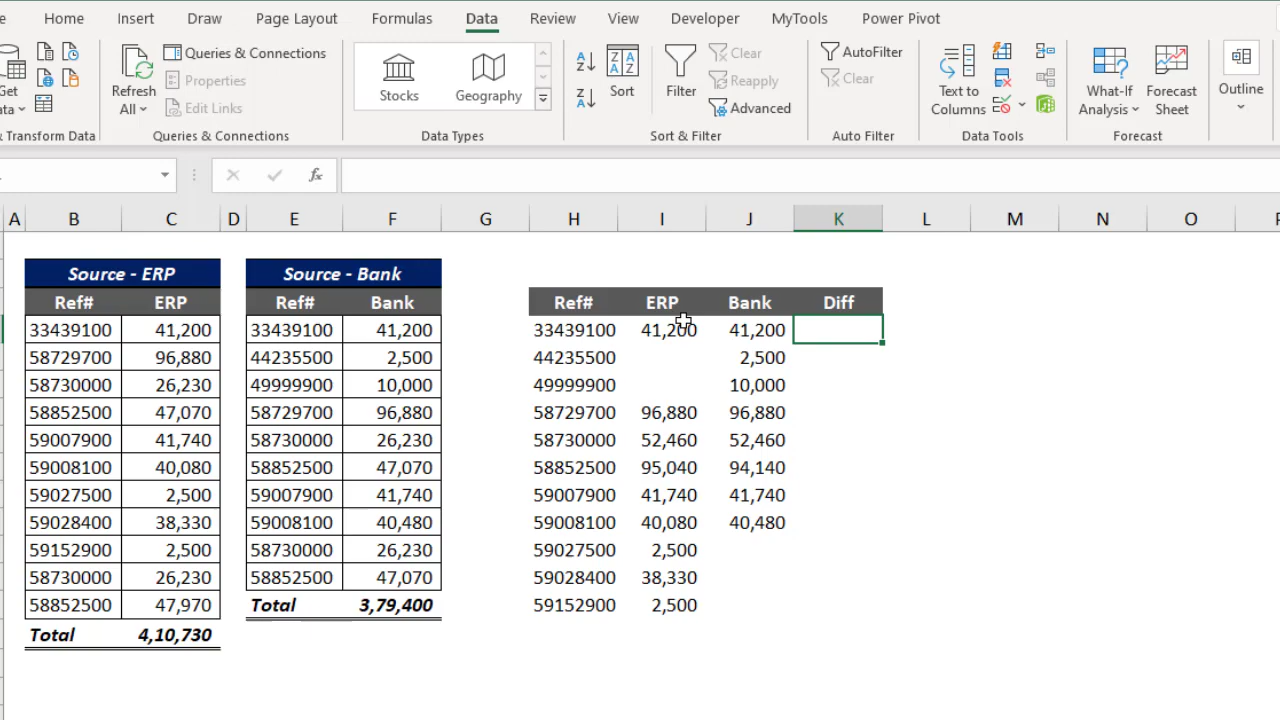 Home Insert Draw Page Layout Formulas Data Review View Developer MyTools Power Pivot
Get
Refresh
All
Queries & Connections
Properties
Edit Links
Stocks
Geography
Sort
Filter
Clear
Reapply
Advanced
AutoFilter
Clear
Text to
Columns
What-If
Analysis
Forecast
Sheet
Outline
& Transform Data Queries & Connections Data Types Sort & Filter Auto Filter Data Tools Forecast
fx
A B C D E F G H I J K L M N O P
Source - ERP Source - Bank
Ref# ERP Ref# Bank Ref# ERP Bank Diff
33439100 41,200 33439100 41,200 33439100 41,200 41,200
58729700 96,880 44235500 2,500 44235500 2,500
58730000 26,230 49999900 10,000 49999900 10,000
58852500 47,070 58729700 96,880 58729700 96,880 96,880
59007900 41,740 58730000 26,230 58730000 52,460 52,460
59008100 40,080 58852500 47,070 58852500 95,040 94,140
59027500 2,500 59007900 41,740 59007900 41,740 41,740
59028400 38,330 59008100 40,480 59008100 40,080 40,480
59152900 2,500 58730000 26,230 59027500 2,500
58730000 26,230 58852500 47,070 59028400 38,330
58852500 47,970 Total 3,79,400 59152900 2,500
Total 4,10,730